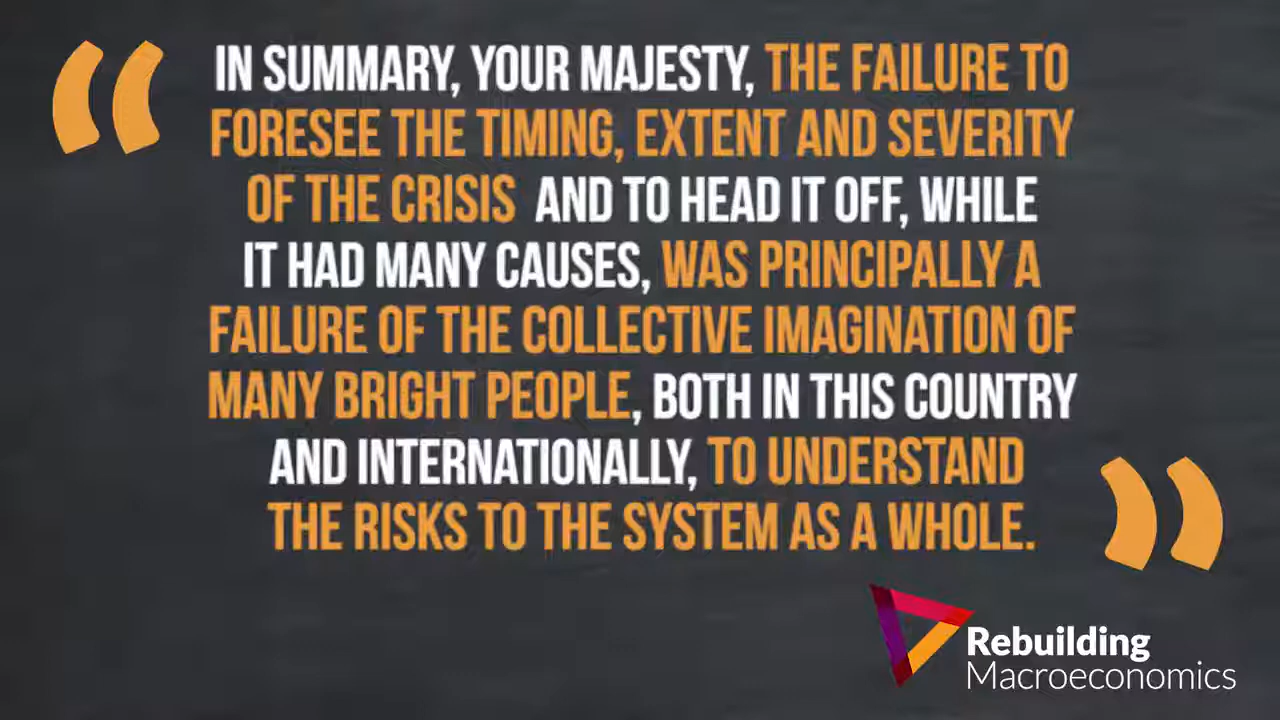 “
IN SUMMARY, YOUR MAJESTY, THE FAILURE TO
FORESEE THE TIMING, EXTENT AND SEVERITY
OF THE CRISIS AND TO HEAD IT OFF, WHILE
IT HAD MANY CAUSES, WAS PRINCIPALLY A
FAILURE OF THE COLLECTIVE IMAGINATION OF
MANY BRIGHT PEOPLE, BOTH IN THIS COUNTRY
AND INTERNATIONALLY, TO UNDERSTAND
THE RISKS TO THE SYSTEM AS A WHOLE.
”
Rebuilding
Macroeconomics